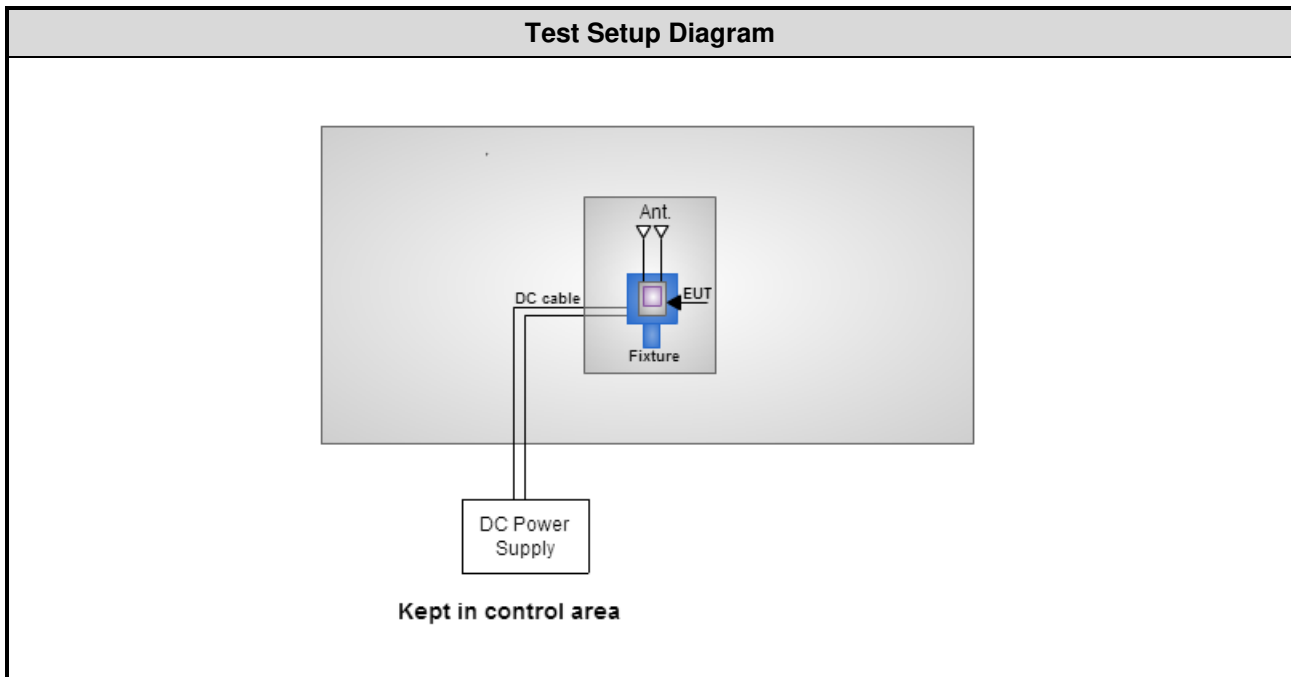 Test Setup Diagram
Ant.
DC cable
EUT
Fixture
DC Power
Supply
Kept in control area